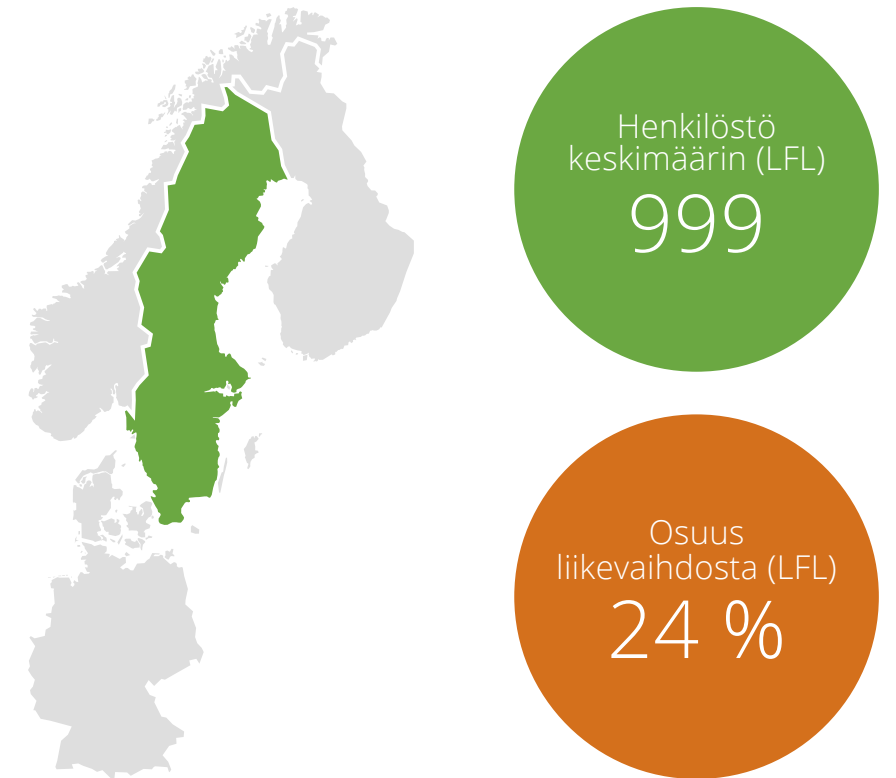 Henkilöstö
keskimäärin (LFL)
999
Osuus
liikevaihdosta (LFL)
24 %